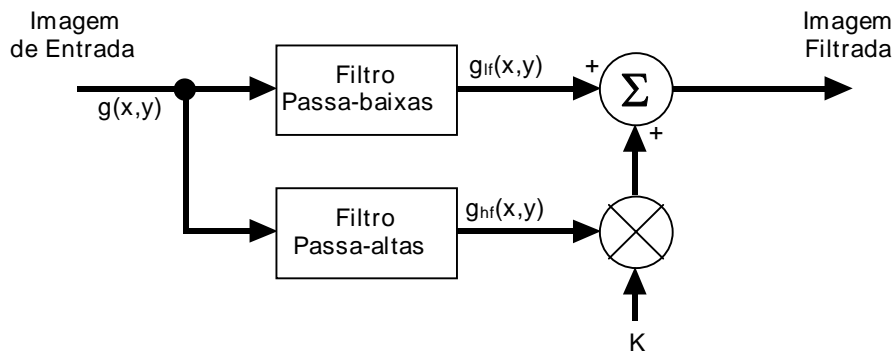 Imagem
de Entrada
Imagem
Filtrada
Filtro
Passa-baixas
glf(x,y)
+
Σ
g(x,y)
+
Filtro
Passa-altas
ghf(x,y)
K